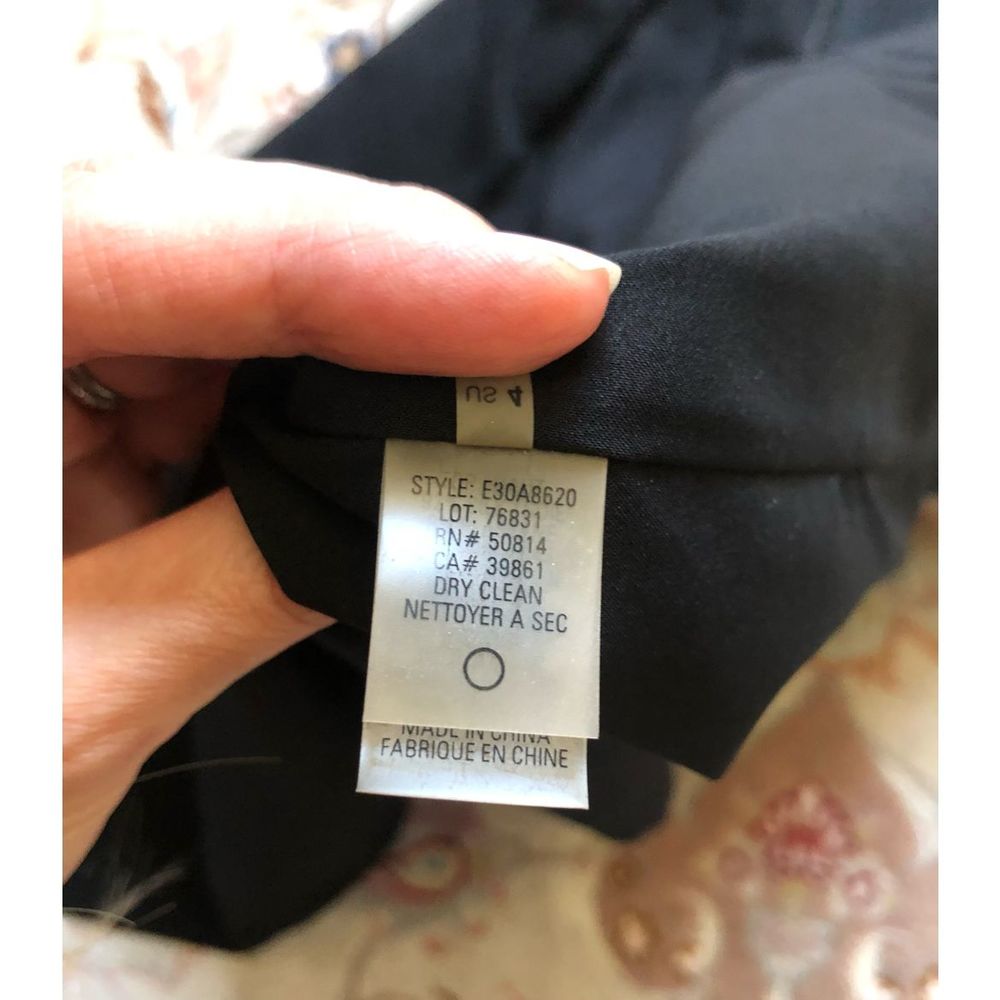 US 4
STYLE: E30A8620
LOT: 76831
RN# 50814
CA# 39861
DRY CLEAN
NETTOYER A SEC
MADE IN CHINA
FABRIQUE EN CHINE